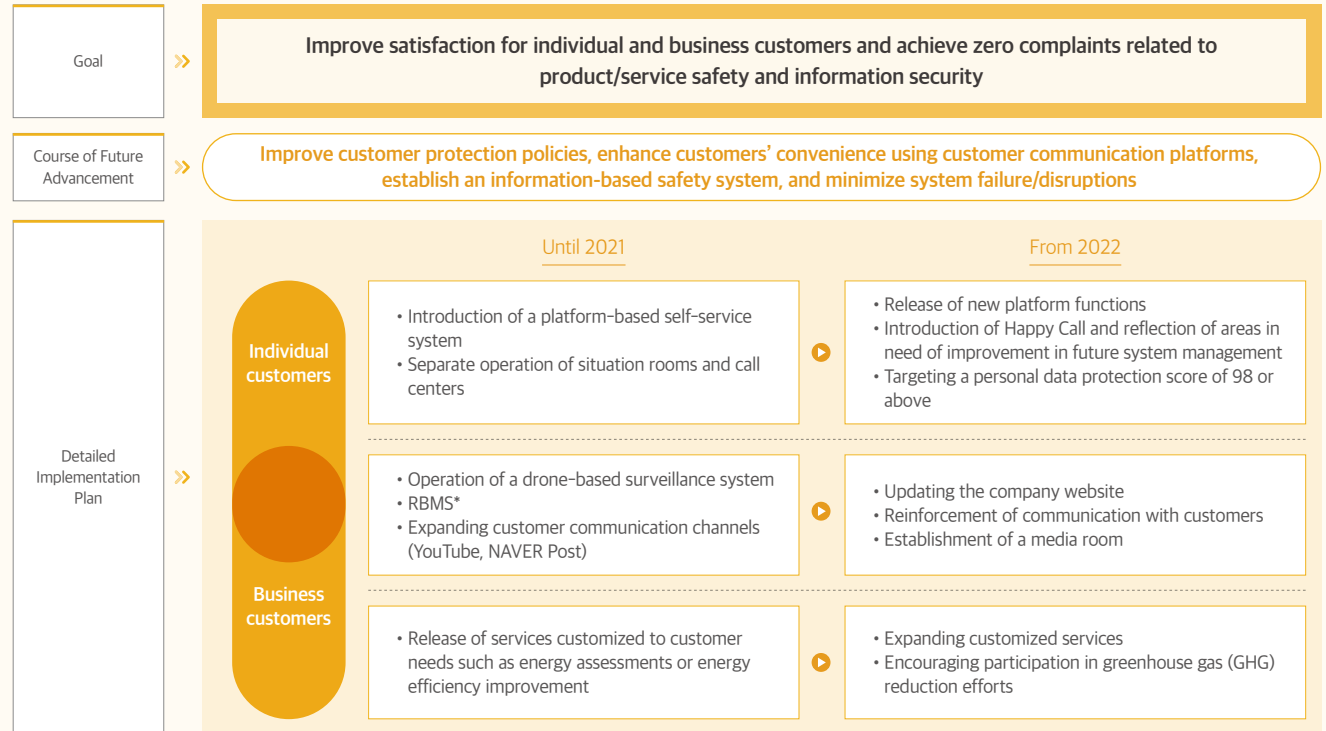 Goal
Improve satisfaction for individual and business customers and achieve zero complaints related to
product/service safety and information security
Course of Future
Advancement
Improve customer protection policies, enhance customers’ convenience using customer communication platforms,
establish an information-based safety system, and minimize system failure/disruptions
Detailed
Implementation
Plan
Until 2021
From 2022
Individual
customers
• Introduction of a platform-based self-service
system
• Separate operation of situation rooms and call
centers
• Release of new platform functions
• Introduction of Happy Call and reflection of areas in
need of improvement in future system management
• Targeting a personal data protection score of 98 or
above
• Operation of a drone-based surveillance system
• RBMS*
• Expanding customer communication channels
(YouTube, NAVER Post)
• Updating the company website
• Reinforcement of communication with customers
• Establishment of a media room
Business
customers
• Release of services customized to customer
needs such as energy assessments or energy
efficiency improvement
• Expanding customized services
• Encouraging participation in greenhouse gas (GHG)
reduction efforts